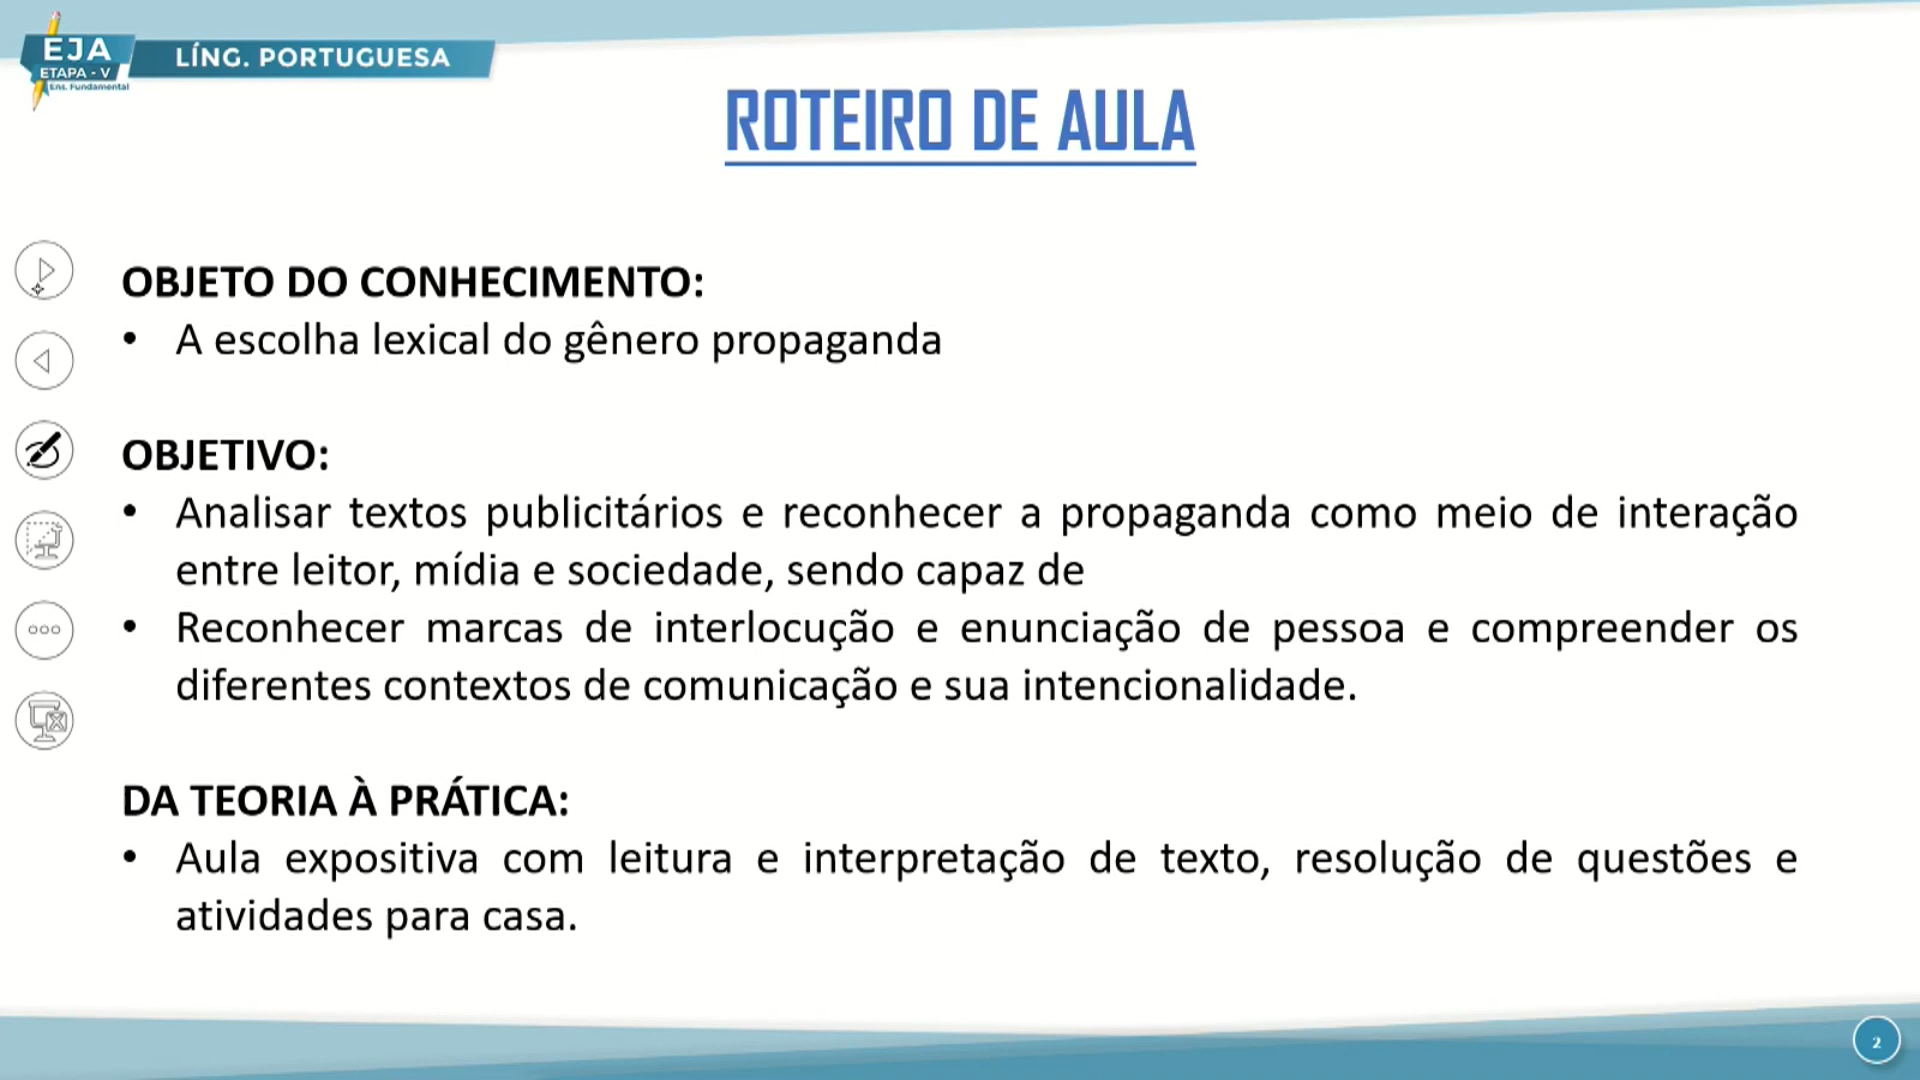 EJA
ETAPA - V
Ens. Fundamental
LÍNG. PORTUGUESA
ROTEIRO DE AULA
OBJETO DO CONHECIMENTO:
• A escolha lexical do gênero propaganda
OBJETIVO:
• Analisar textos publicitários e reconhecer a propaganda como meio de interação
entre leitor, mídia e sociedade, sendo capaz de
• Reconhecer marcas de interlocução e enunciação de pessoa e compreender os
diferentes contextos de comunicação e sua intencionalidade.
DA TEORIA À PRÁTICA:
• Aula expositiva com leitura e interpretação de texto, resolução de questões e
atividades para casa.
2